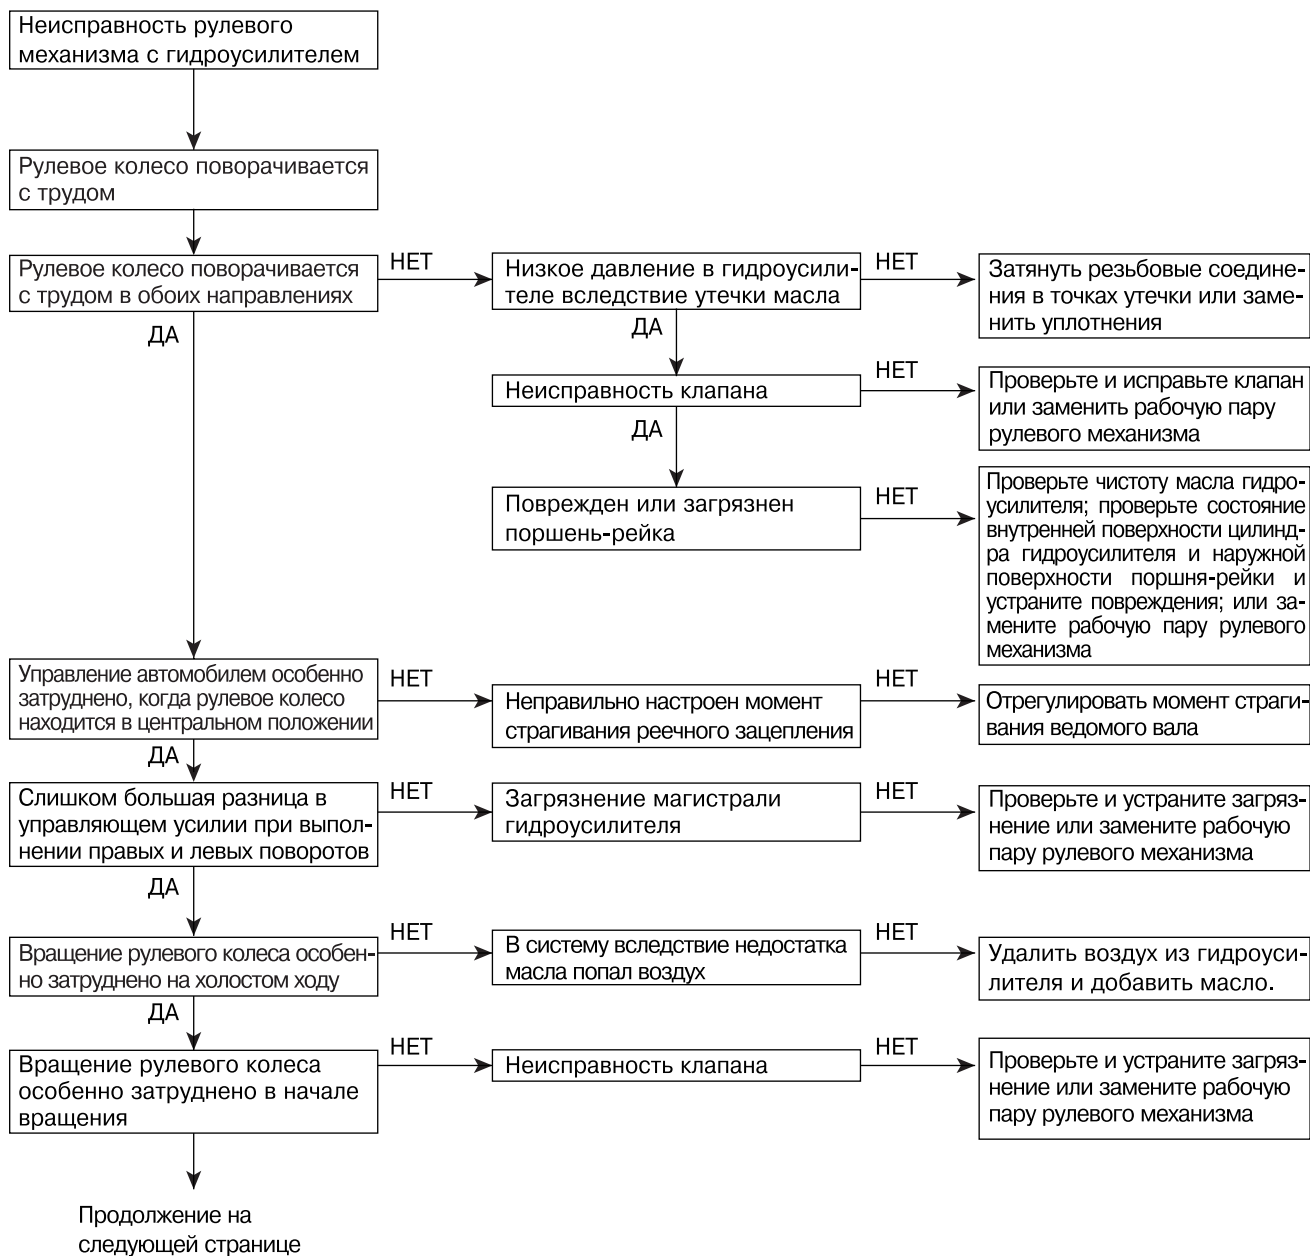 Неисправность рулевого
механизма с гидроусилителем
Рулевое колесо поворачивается
с трудом
Рулевое колесо поворачивается
с трудом в обоих направлениях
НЕТ
Низкое давление в гидроусили-
теле вследствие утечки масла
НЕТ
Затянуть резьбовые соедине-
ния в точках утечки или заме-
нить уплотнения
ДА
ДА
Неисправность клапана
НЕТ
Проверьте и исправьте клапан
или заменить рабочую пару
рулевого механизма
ДА
Поврежден или загрязнен
поршень-рейка
НЕТ
Проверьте чистоту масла гидро-
усилителя; проверьте состояние
внутренней поверхности цилинд-
ра гидроусилителя и наружной
поверхности поршня-рейки и
устраните повреждения; или за-
мените рабочую пару рулевого
механизма
Управление автомобилем особенно
затруднено, когда рулевое колесо
находится в центральном положении
НЕТ
Неправильно настроен момент
страгивания реечного зацепления
НЕТ
Отрегулировать момент страги-
вания ведомого вала
ДА
Слишком большая разница в
управляющем усилии при выпол-
нении правых и левых поворотов
НЕТ
Загрязнение магистрали
гидроусилителя
НЕТ
Проверьте и устраните загряз-
нение или замените рабочую
пару рулевого механизма
ДА
Вращение рулевого колеса особен-
но затруднено на холостом ходу
НЕТ
В систему вследствие недостатка
масла попал воздух
НЕТ
Удалить воздух из гидроуси-
лителя и добавить масло.
ДА
Вращение рулевого колеса
особенно затруднено в начале
вращения
НЕТ
Неисправность клапана
НЕТ
Проверьте и устраните загряз-
нение или замените рабочую
пару рулевого механизма
Продолжение на
следующей странице